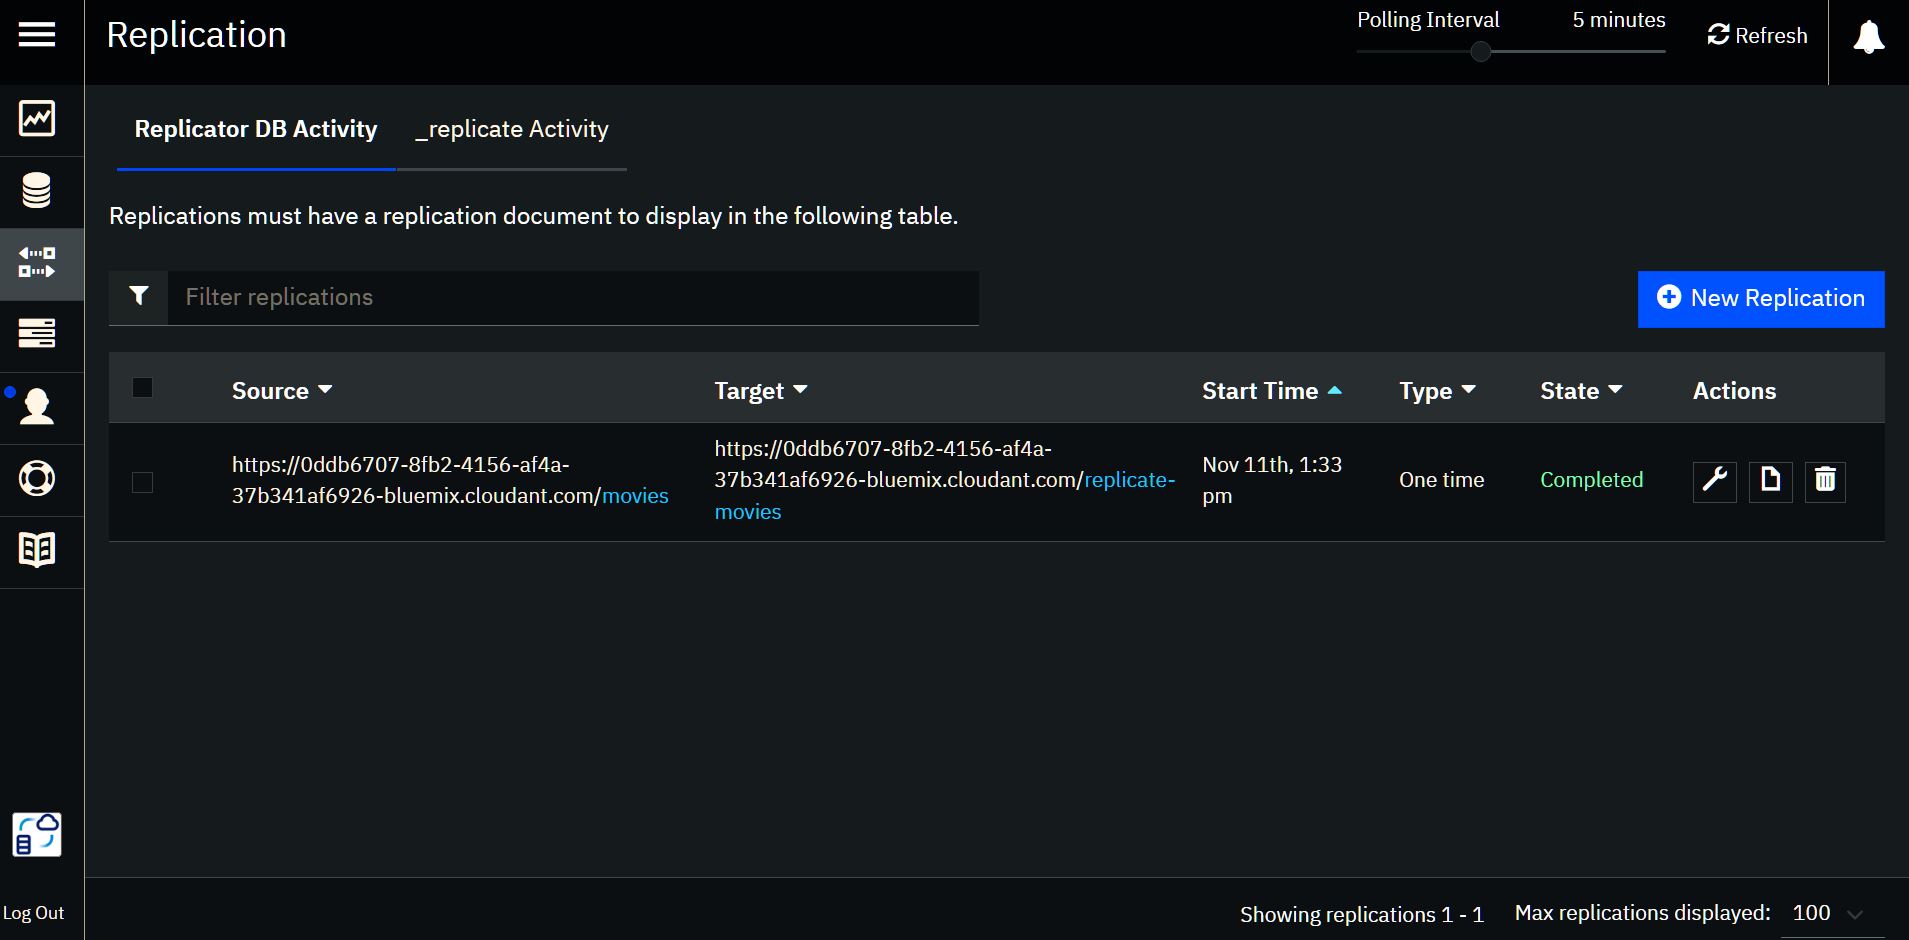 Replication
Polling Interval 5 minutes
Refresh
Replicator DB Activity
_replicate Activity
Replications must have a replication document to display in the following table.
Filter replications
New Replication
Source Target Start Time Type State Actions
https://0ddb6707-8fb2-4156-af4a-
37b341af6926-bluemix.cloudant.com/movies
https://0ddb6707-8fb2-4156-af4a-
37b341af6926-bluemix.cloudant.com/replicate-
movies
Nov 11th, 1:33
pm
One time
Completed
Log Out
Showing replications 1 - 1
Max replications displayed: 100